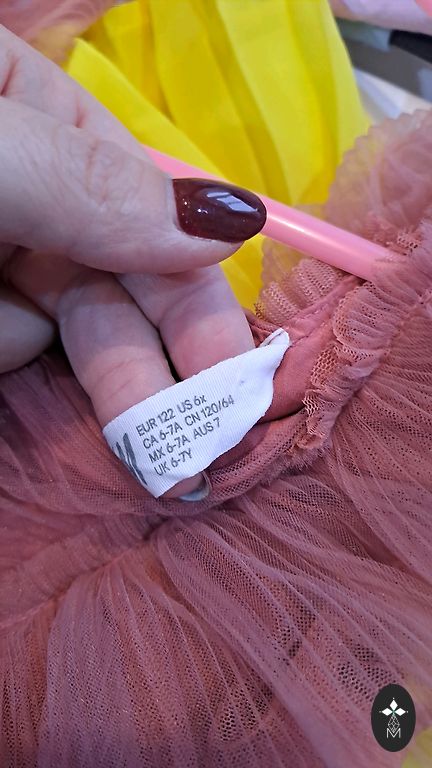 EUR 122 US 6x
CA 6-7A CN 120/64
MX 6-7A AUS 7
UK 6-7Y
M